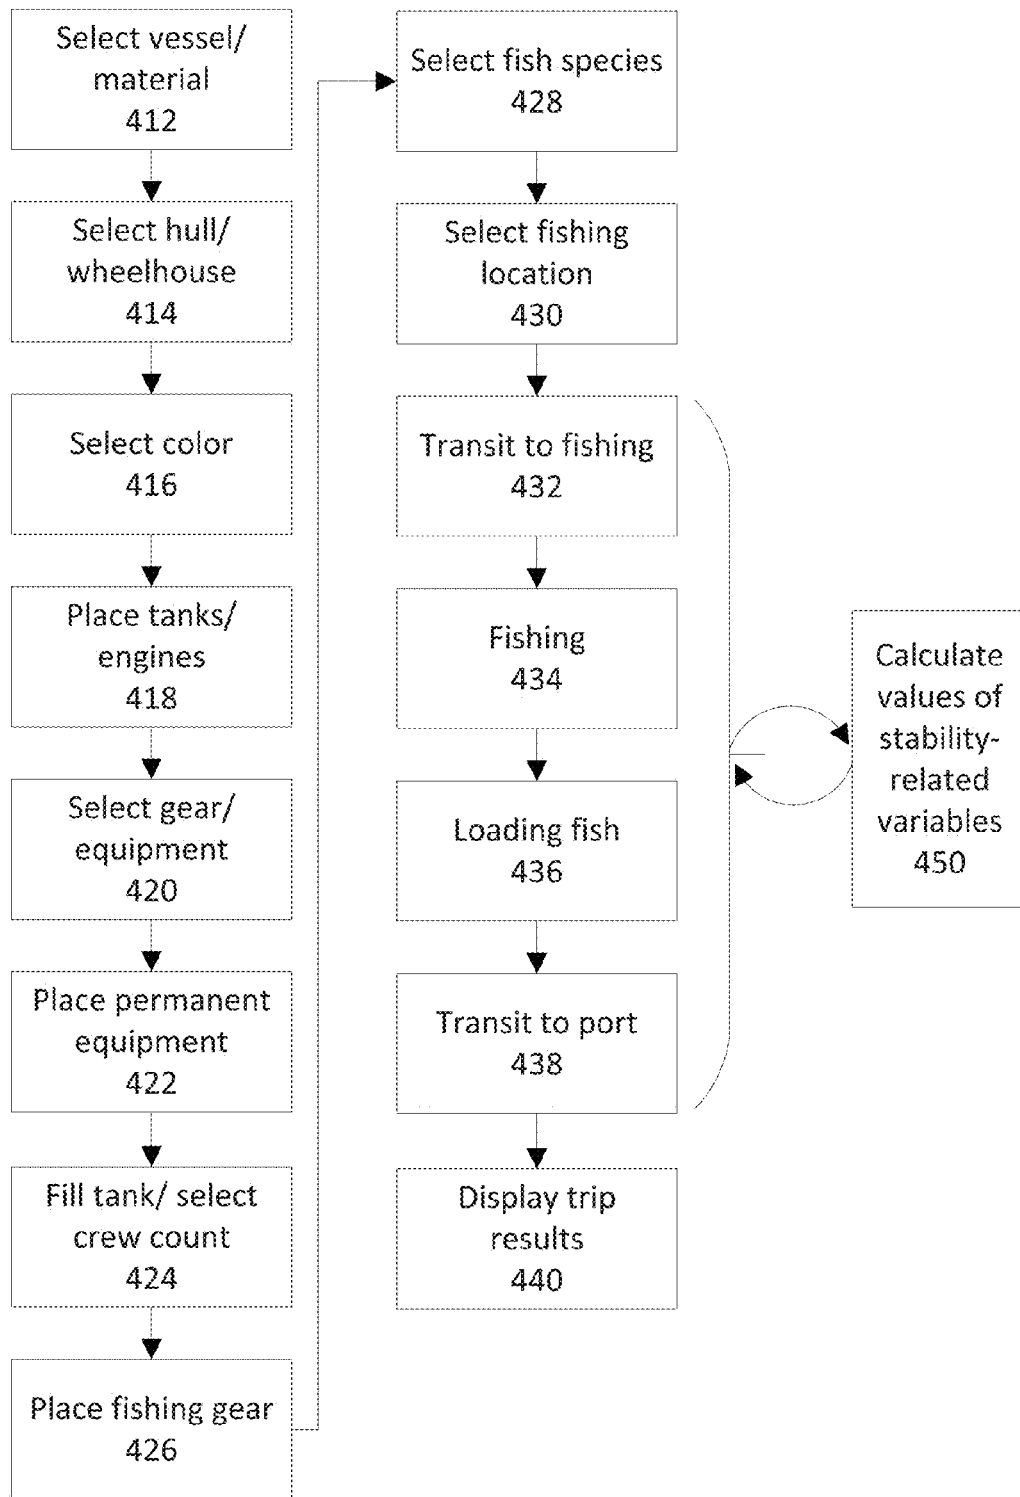 Select vessel/
material
412
Select hull/
wheelhouse
414
Select color
416
Place tanks/
engines
418
Select gear/
equipment
420
Place permanent
equipment
422
Fill tank/ select
crew count
424
Place fishing gear
426
Select fish species
428
Select fishing
location
430
Transit to fishing
432
Fishing
434
Loading fish
436
Transit to port
438
Display trip
results
440
Calculate
values of
stability-
related
variables
450